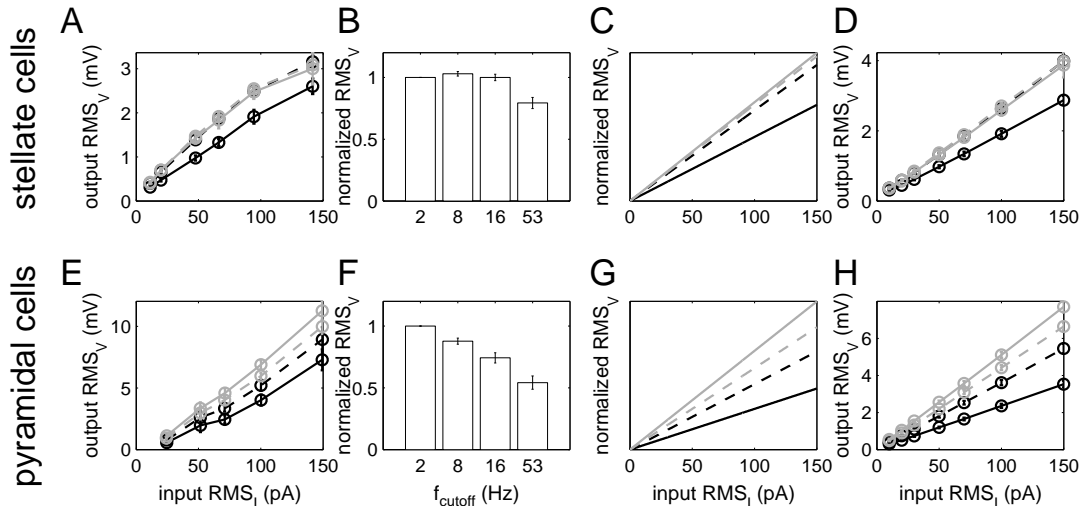 stellate cells
A
output RMS_V (mV)
3
2
1
0
0 50 100 150
B
normalized RMS_V
1
0.5
0
2 8 16 53
C
normalized RMS_V
0 50 100 150
D
output RMS_V (mV)
4
2
0
0 50 100 150
pyramidal cells
E
output RMS_V (mV)
10
5
0
0 50 100 150
input RMS_I (pA)
F
normalized RMS_V
1
0.5
0
2 8 16 53
f_cutoff (Hz)
G
normalized RMS_V
0 50 100 150
input RMS_I (pA)
H
output RMS_V (mV)
8
6
4
2
0
0 50 100 150
input RMS_I (pA)